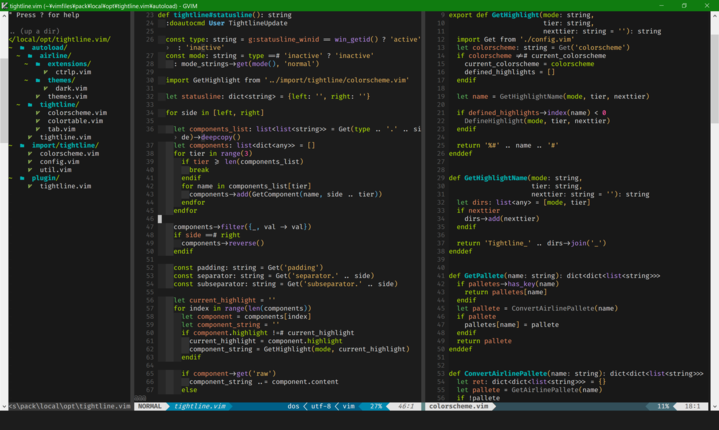 tightline.vim (~\vimfiles\pack\local\opt\tightline.vim\autoload) - GVIM
Press ? for help
.. (up a dir)
</local/opt/tightline.vim/
autoload/
airline/
extensions/
ctrlp.vim
themes/
dark.vim
themes.vim
tightline/
colorscheme.vim
colortable.vim
tab.vim
tightline.vim
import/tightline/
colorscheme.vim
config.vim
util.vim
plugin/
tightline.vim
<s\pack\local\opt\tightline.vim
23 def tightline#statusline(): string
24 :doautocmd User TightlineUpdate
25
26 const type: string = g:statusline_winid == win_getid() ? 'active'
: 'inactive'
27 const mode: string = type ==# 'inactive' ? 'inactive'
28 : mode_strings->get(mode(), 'normal')
29
30 import GetHighlight from '../import/tightline/colorscheme.vim'
31
32 let statusline: dict<string> = {left: '', right: ''}
33
34 for side in [left, right]
35
36 let components_list: list<list<string>> = Get(type .. '.' .. si
de)->deepcopy()
37 let components: list<dict<any>> = []
38 for tier in range(3)
39 if tier >= len(components_list)
40 break
41 endif
42 for name in components_list[tier]
43 components->add(GetComponent(name, side .. tier))
44 endfor
45 endfor
46
47 components->filter({_, val -> val})
48 if side ==# right
49 components->reverse()
50 endif
51
52 const padding: string = Get('padding')
53 const separator: string = Get('separator.' .. side)
54 const subseparator: string = Get('subseparator.' .. side)
55
56 let current_highlight = ''
57 for index in range(len(components))
58 let component = components[index]
59 let component_string = ''
60 if component.highlight !=# current_highlight
61 current_highlight = component.highlight
62 component_string = GetHighlight(mode, current_highlight)
63 endif
64
65 if component->get('raw')
66 component_string ..= component.content
67 else
NORMAL tightline.vim dos < utf-8 < vim 27% 46:1
9 export def GetHighlight(mode: string,
10 tier: string,
11 nexttier: string = ''): string
12 import Get from './config.vim'
13 let colorscheme: string = Get('colorscheme')
14 if colorscheme !=# current_colorscheme
15 current_colorscheme = colorscheme
16 defined_highlights = []
17 endif
18
19 let name = GetHighlightName(mode, tier, nexttier)
20
21 if defined_highlights->index(name) < 0
22 DefineHighlight(mode, tier, nexttier)
23 endif
24
25 return '%#' .. name .. '#'
26 enddef
27
28
29 def GetHighlightName(mode: string,
30 tier: string,
31 nexttier: string = ''): string
32 let dirs: list<any> = [mode, tier]
33 if nexttier
34 dirs->add(nexttier)
35 endif
36
37 return 'Tightline_' .. dirs->join('_')
38 enddef
39
40
41 def GetPallete(name: string): dict<dict<list<string>>>
42 if palletes->has_key(name)
43 return palletes[name]
44 endif
45 let pallete = ConvertAirlinePallete(name)
46 if pallete
47 palletes[name] = pallete
48 endif
49 return pallete
50 enddef
51
52
53 def ConvertAirlinePallete(name: string): dict<dict<list<string>>>
54 let ret: dict<dict<list<string>>> = {}
55 let pallete = GetAirlinePallete(name)
56 if !pallete
colorscheme.vim 11% 18:1